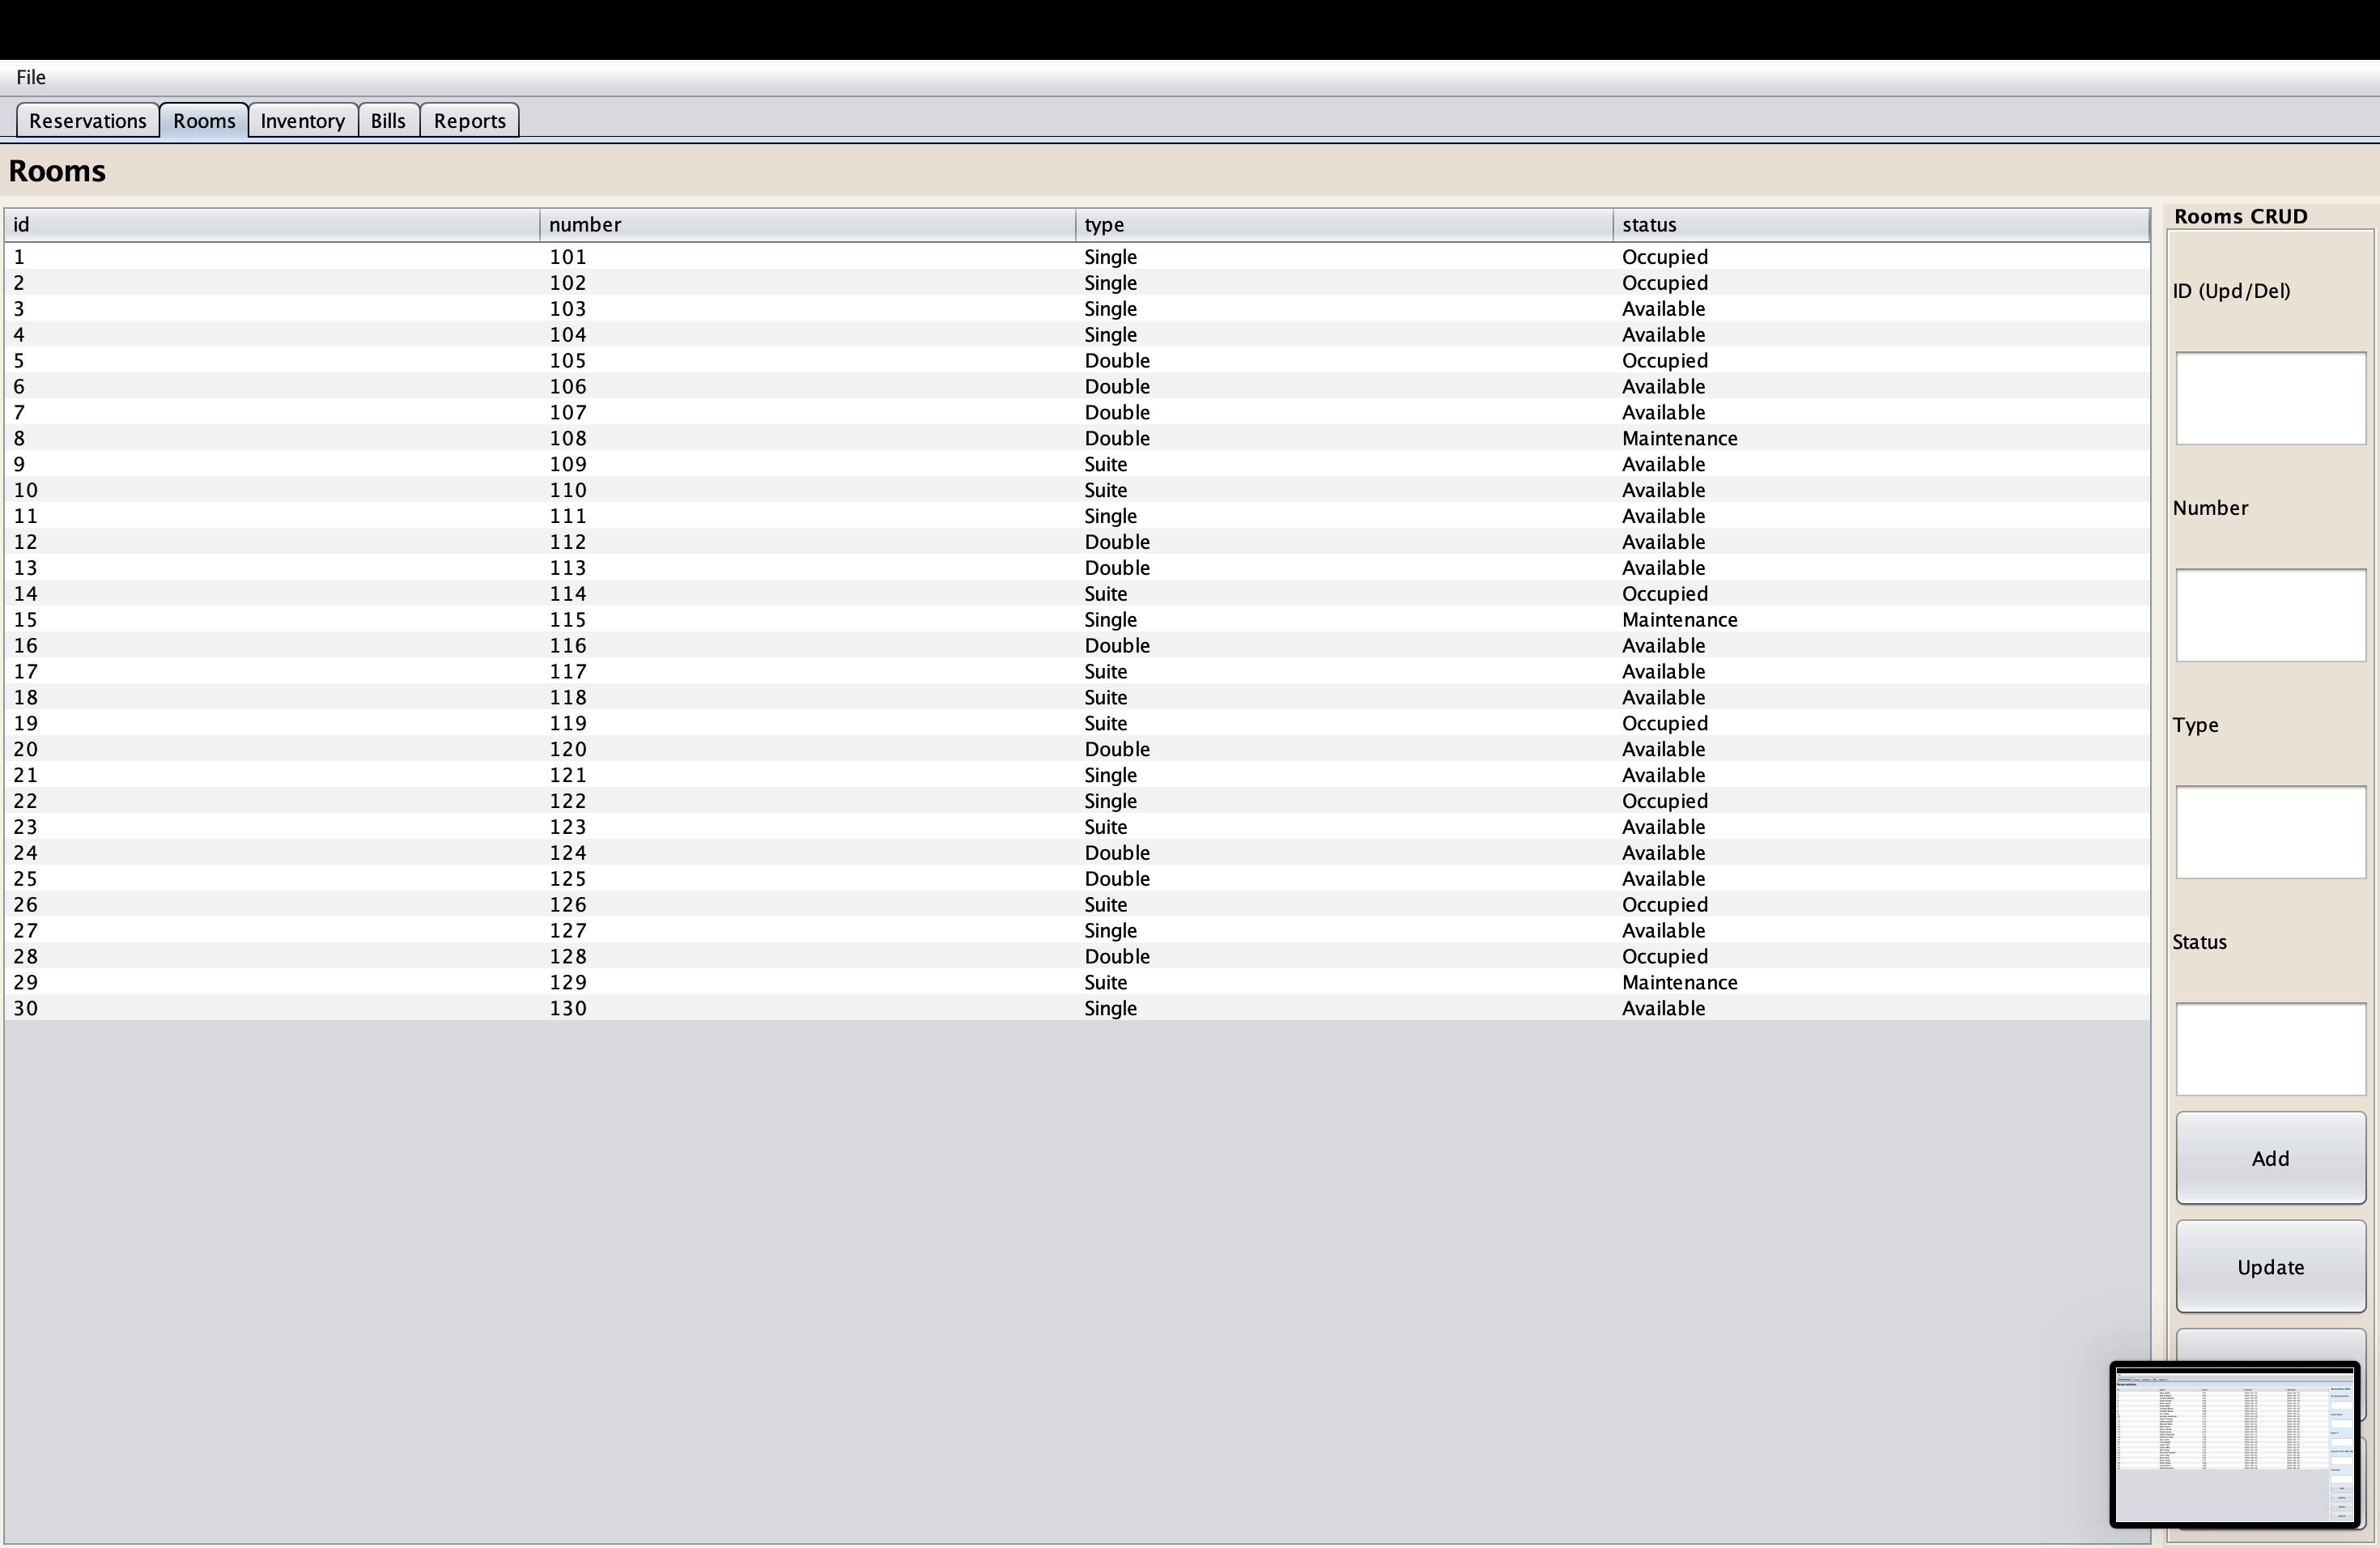 File
Reservations Rooms Inventory Bills Reports
Rooms
id number type status
1 101 Single Occupied
2 102 Single Occupied
3 103 Single Available
4 104 Single Available
5 105 Double Occupied
6 106 Double Available
7 107 Double Available
8 108 Double Maintenance
9 109 Suite Available
10 110 Suite Available
11 111 Single Available
12 112 Double Available
13 113 Double Available
14 114 Suite Occupied
15 115 Single Maintenance
16 116 Double Available
17 117 Suite Available
18 118 Suite Available
19 119 Suite Occupied
20 120 Double Available
21 121 Single Available
22 122 Single Occupied
23 123 Suite Available
24 124 Double Available
25 125 Double Available
26 126 Suite Occupied
27 127 Single Available
28 128 Double Occupied
29 129 Suite Maintenance
30 130 Single Available
Rooms CRUD
ID (Upd/Del)
Number
Type
Status
Add
Update